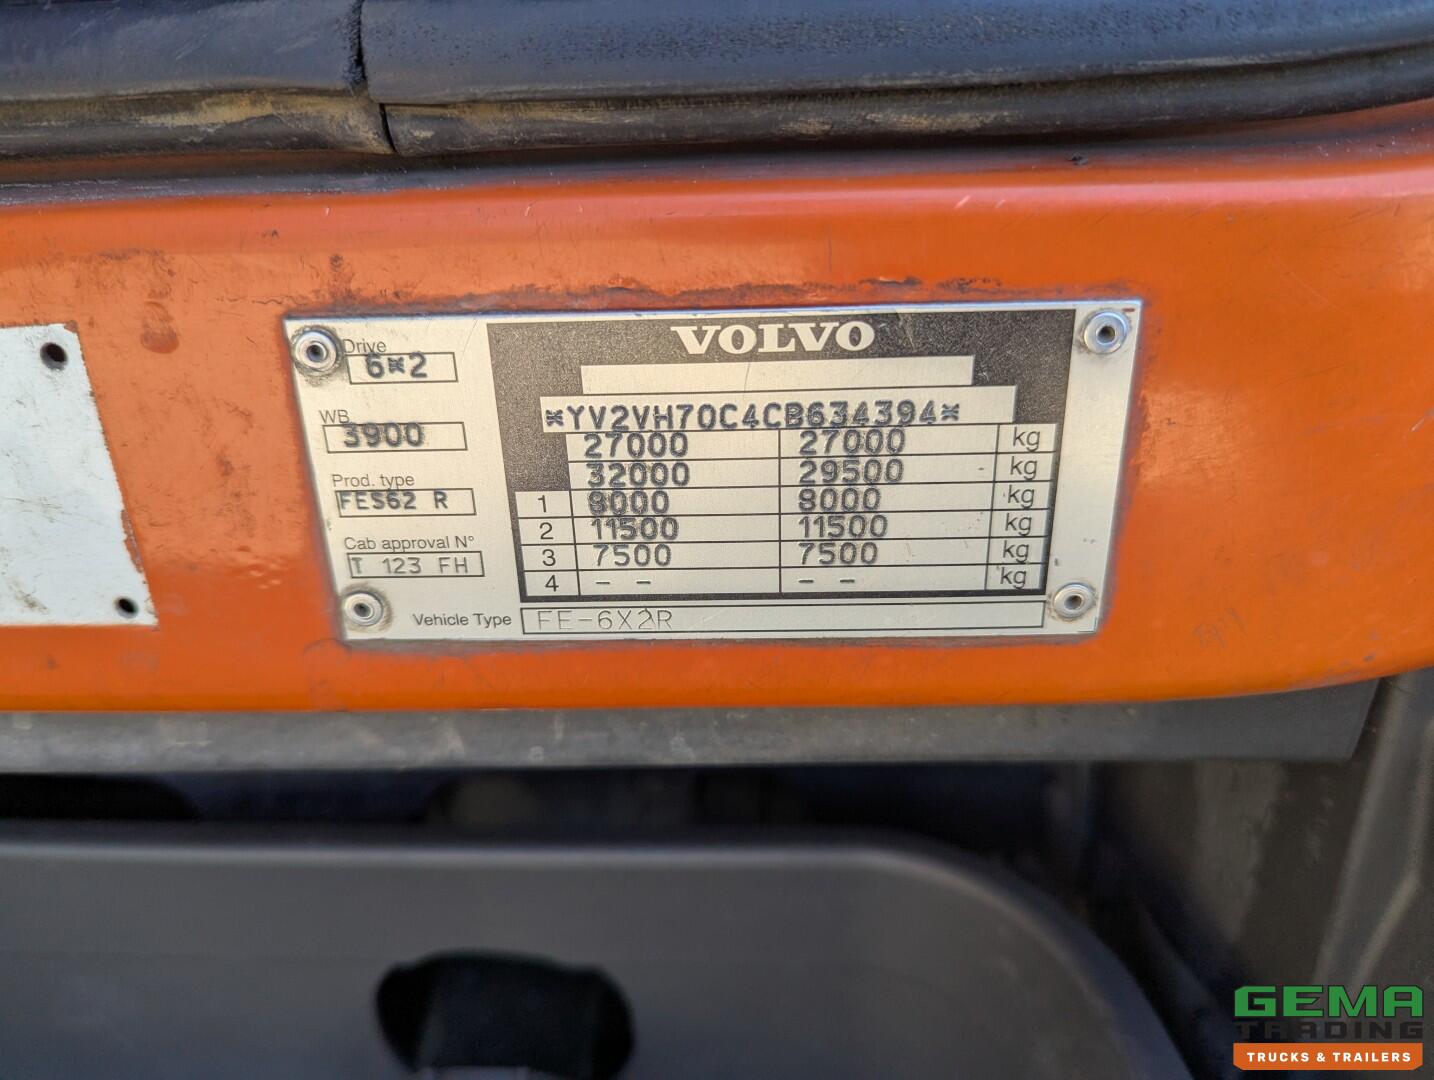 VOLVO
Drive
6*2
WB
3900
Prod. type
FES62 R
Cab approval N°
T 123 FH
*YV2VH70C4CB634394*
27000 27000 kg
32000 - 29500 - kg
1 8000 8000 kg
2 11500 11500 kg
3 7500 7500 kg
4 - - - - kg
Vehicle Type FE-6X2R
GEMA
TRADING
TRUCKS & TRAILERS